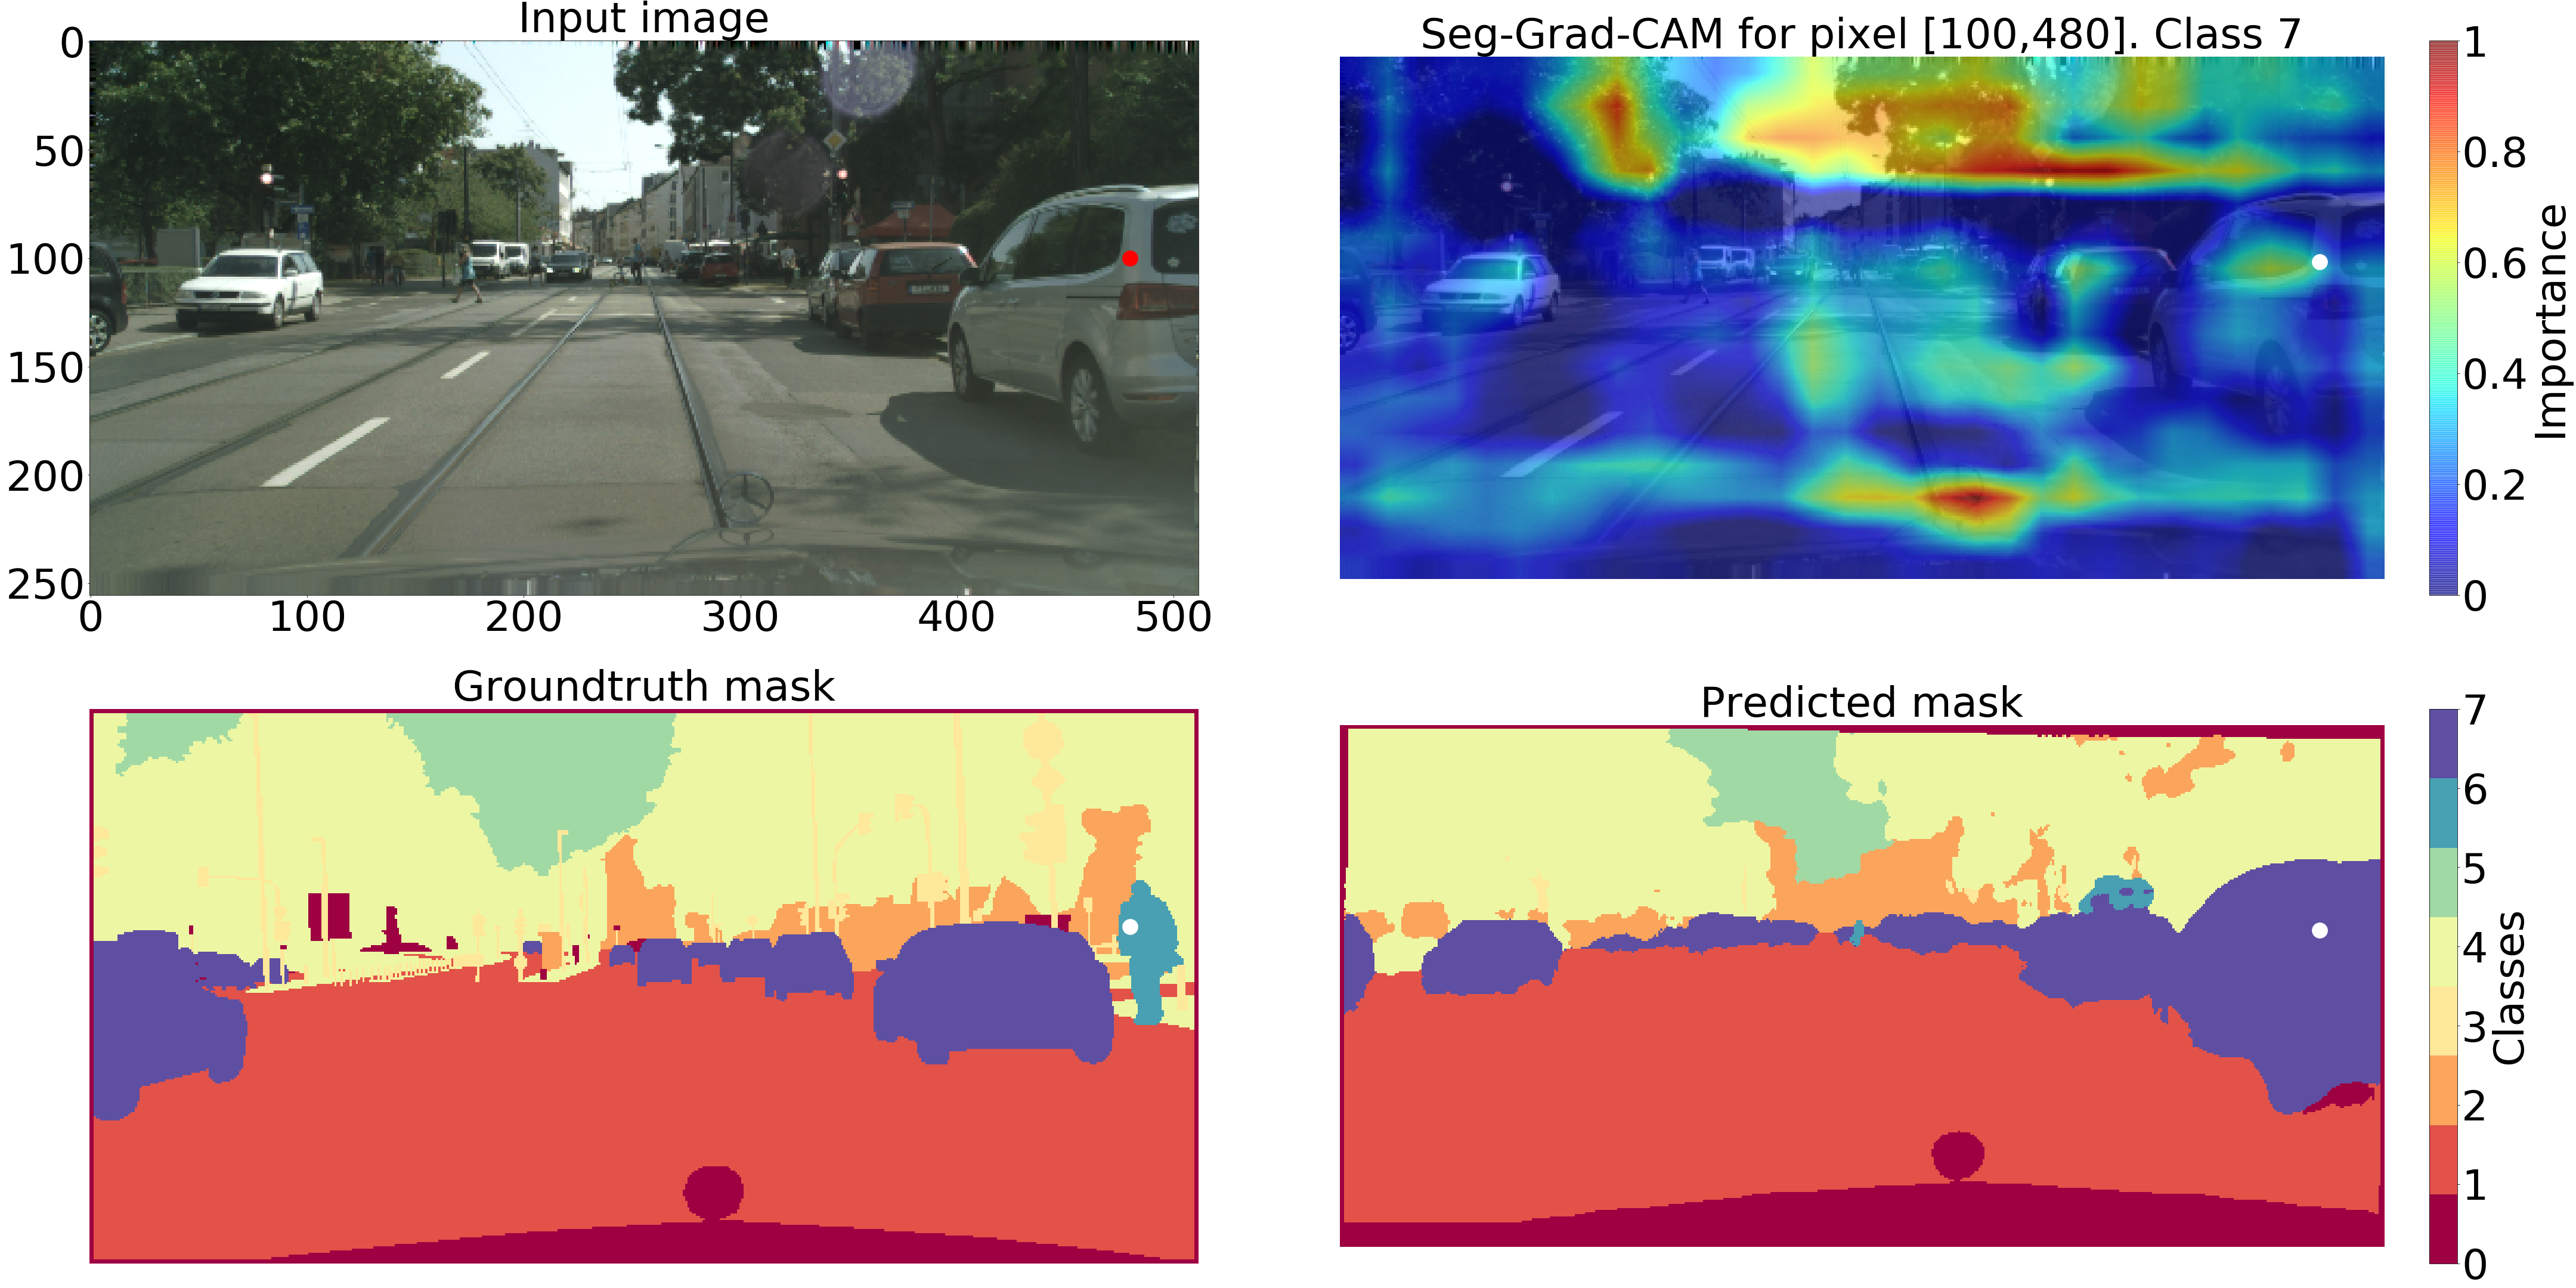 Input image
0
50
100
150
200
250
0 100 200 300 400 500
Seg-Grad-CAM for pixel [100,480]. Class 7
1
0.8
0.6
0.4
0.2
0
Importance
Groundtruth mask
Predicted mask
7
6
5
4
3
2
1
0
Classes